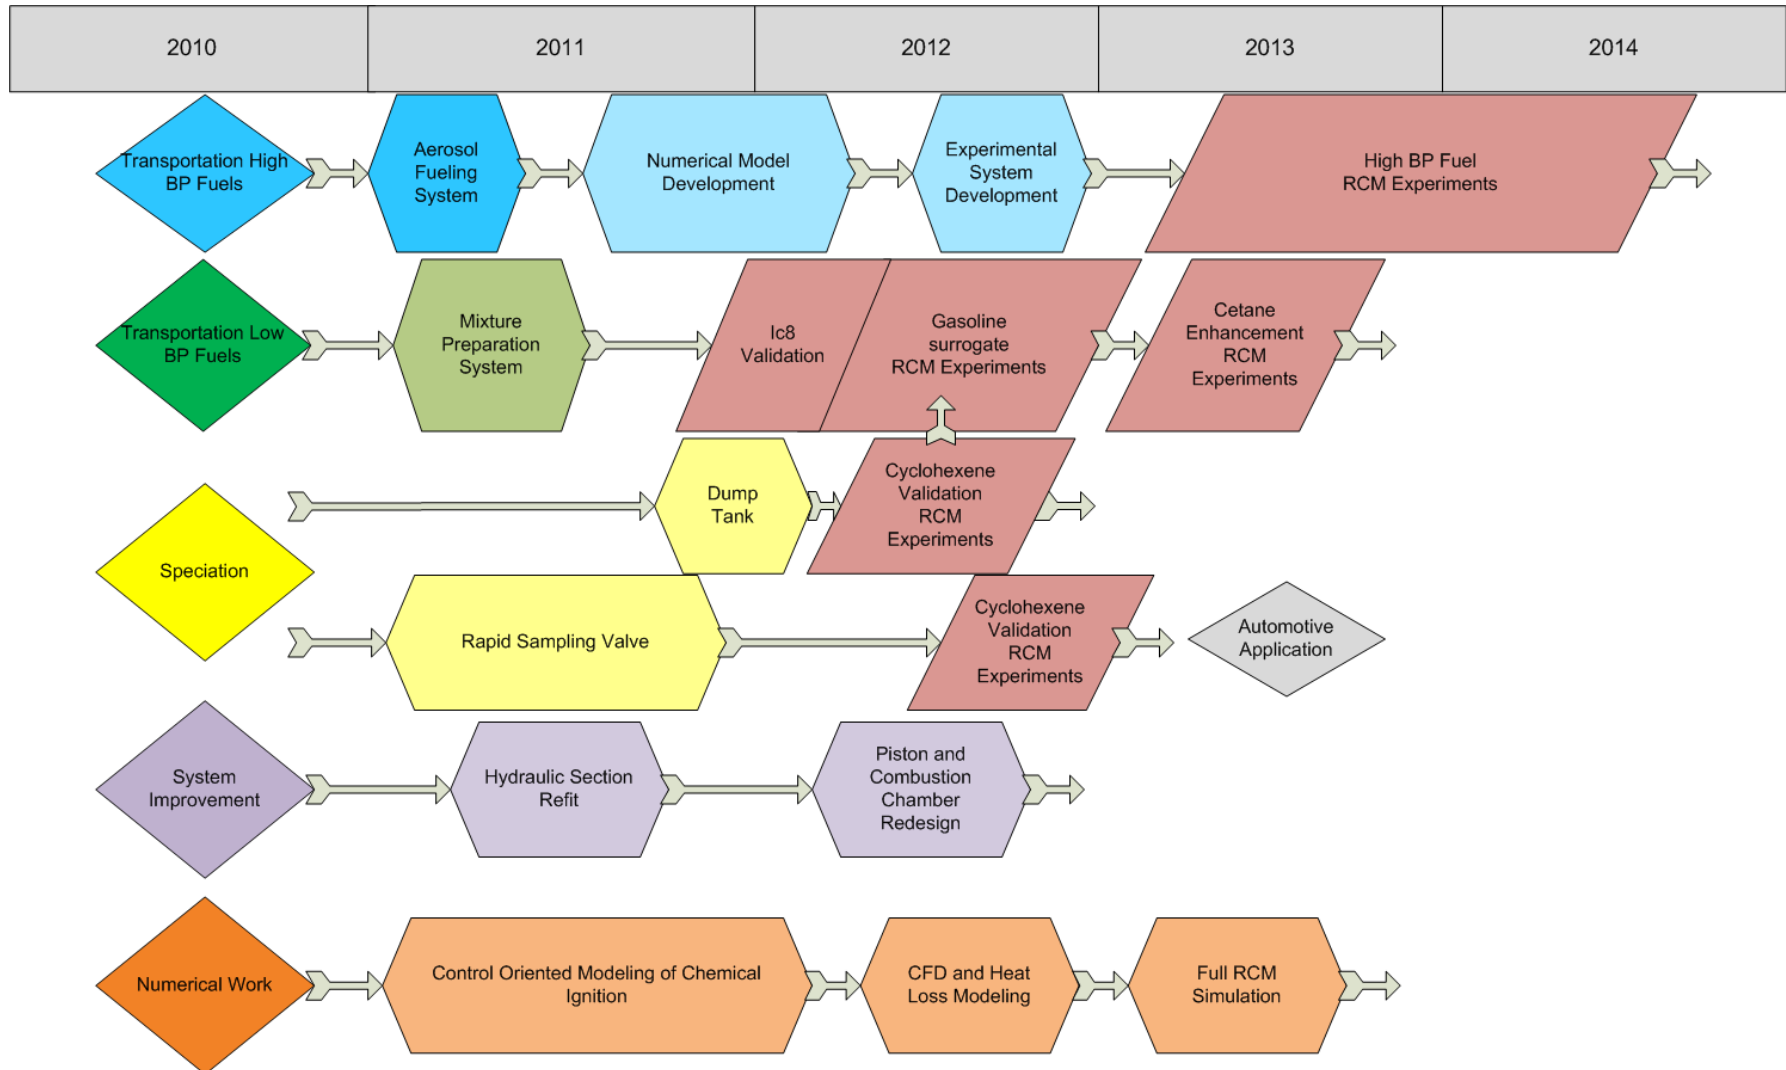 2010
2011
2012
2013
2014
Transportation High
BP Fuels
Aerosol
Fueling
System
Numerical Model
Development
Experimental
System
Development
High BP Fuel
RCM Experiments
Transportation Low
BP Fuels
Mixture
Preparation
System
Ic8
Validation
Gasoline
surrogate
RCM Experiments
Cetane
Enhancement
RCM
Experiments
Speciation
Dump
Tank
Cyclohexene
Validation
RCM
Experiments
Rapid Sampling Valve
Cyclohexene
Validation
RCM
Experiments
Automotive
Application
System
Improvement
Hydraulic Section
Refit
Piston and
Combustion
Chamber
Redesign
Numerical Work
Control Oriented Modeling of Chemical
Ignition
CFD and Heat
Loss Modeling
Full RCM
Simulation